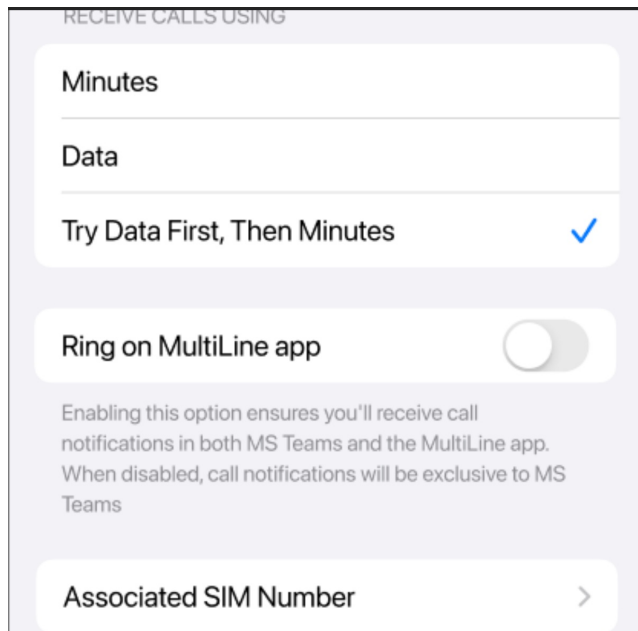 RECEIVE CALLS USING
Minutes
Data
Try Data First, Then Minutes
Ring on MultiLine app
Enabling this option ensures you'll receive call
notifications in both MS Teams and the MultiLine app.
When disabled, call notifications will be exclusive to MS
Teams
Associated SIM Number